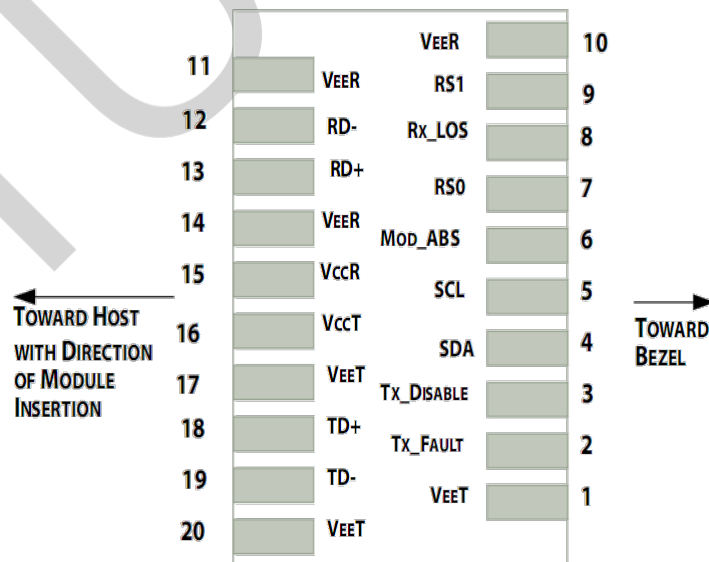 VEER 10
11 VEER
RS1 9
12 RD-
Rx_LOS 8
13 RD+
RS0 7
14 VEER
MOD_ABS 6
15 VCCR
SCL 5
16 VCCT
SDA 4
17 VEET
TX_DISABLE 3
18 TD+
TX_FAULT 2
19 TD-
VEET 1
20 VEET
TOWARD HOST
WITH DIRECTION
OF MODULE
INSERTION
TOWARD
BEZEL